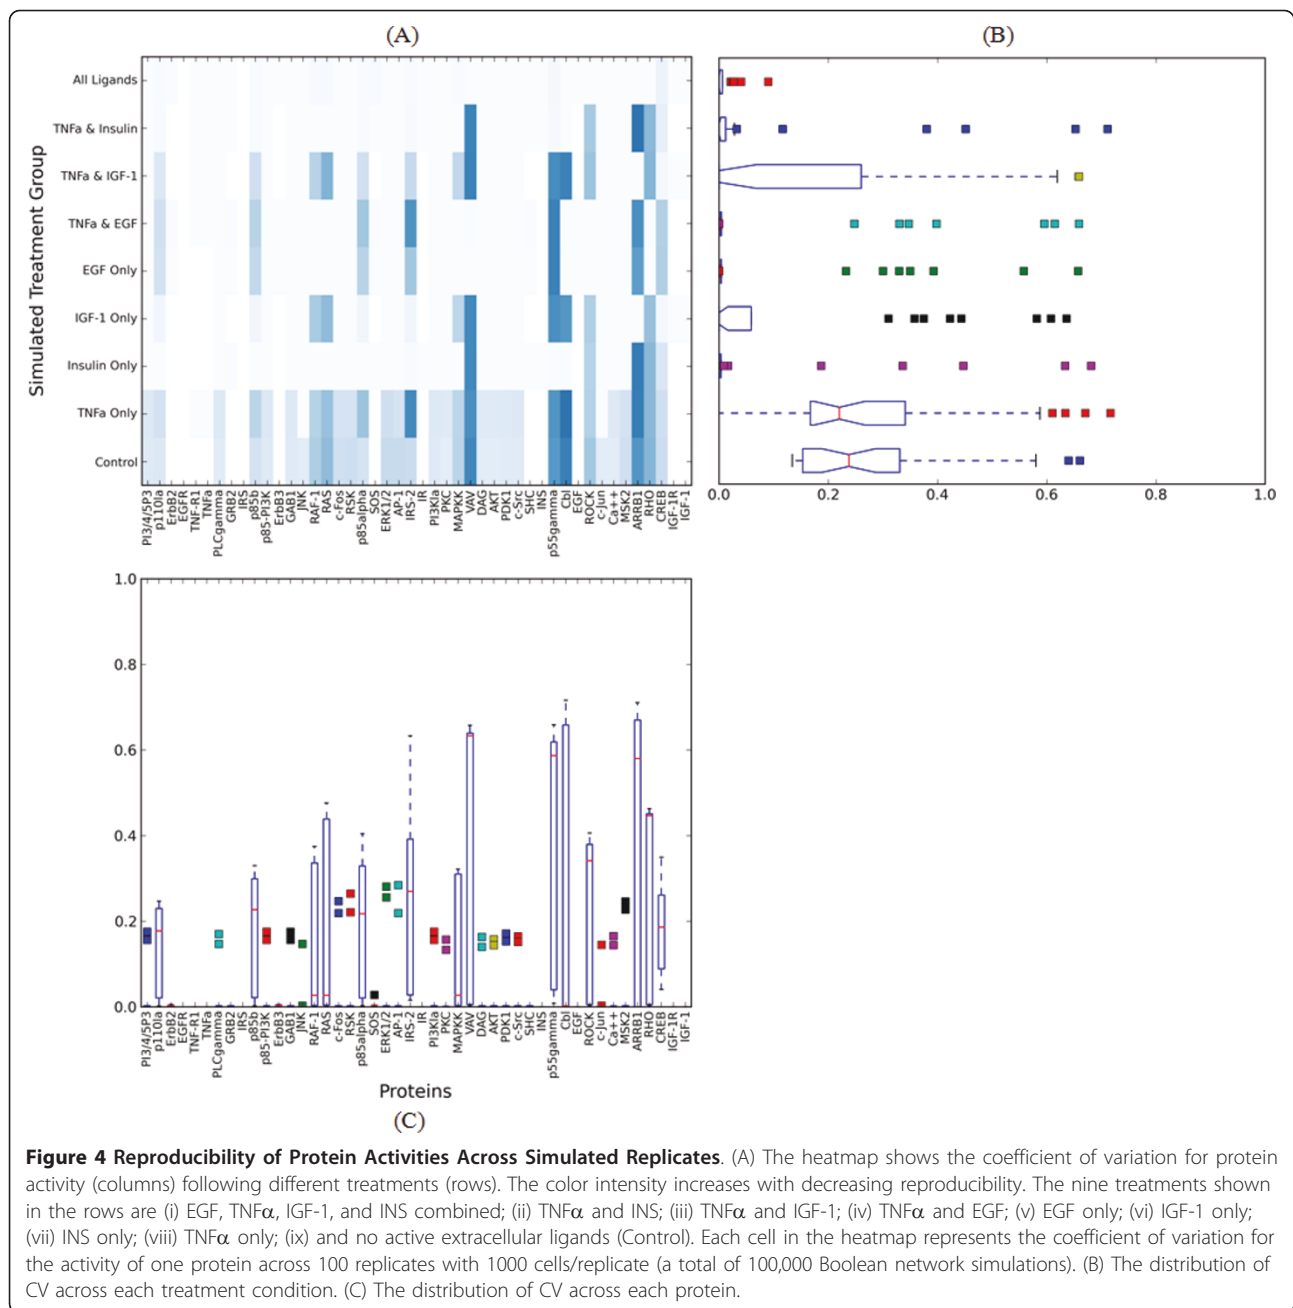 (A)
(B)
Simulated Treatment Group
All Ligands
TNFa & Insulin
TNFa & IGF-1
TNFa & EGF
EGF Only
IGF-1 Only
Insulin Only
TNFa Only
Control
PI3/4/5P3
p110Ia
ErbB2
EGFR
TNF-R1
TNFa
PLCgamma
GRB2
IRS
p85b
p85-PI3K
ErbB3
GAB1
JNK
RAF-1
RAS
c-Fos
RSK
p85alpha
SOS
ERK1/2
AP-1
IRS-2
IR
PI3KIa
PKC
MAPKK
VAV
DAG
AKT
PDK1
c-Src
SHC
INS
p55gamma
Cbl
EGF
ROCK
c-Jun
Ca++
MSK2
ARRB1
RHO
CREB
IGF-1R
IGF-1
0.0 0.2 0.4 0.6 0.8 1.0
1.0
0.8
0.6
0.4
0.2
0.0
PI3/4/5P3
p110Ia
ErbB2
EGFR
TNF-R1
TNFa
PLCgamma
GRB2
IRS
p85b
p85-PI3K
ErbB3
GAB1
JNK
RAF-1
RAS
c-Fos
RSK
p85alpha
SOS
ERK1/2
AP-1
IRS-2
IR
PI3KIa
PKC
MAPKK
VAV
DAG
AKT
PDK1
c-Src
SHC
INS
p55gamma
Cbl
EGF
ROCK
c-Jun
Ca++
MSK2
ARRB1
RHO
CREB
IGF-1R
IGF-1
Proteins
(C)
Figure 4 Reproducibility of Protein Activities Across Simulated Replicates. (A) The heatmap shows the coefficient of variation for protein
activity (columns) following different treatments (rows). The color intensity increases with decreasing reproducibility. The nine treatments shown
in the rows are (i) EGF, TNFα, IGF-1, and INS combined; (ii) TNFα and INS; (iii) TNFα and IGF-1; (iv) TNFα and EGF; (v) EGF only; (vi) IGF-1 only;
(vii) INS only; (viii) TNFα only; (ix) and no active extracellular ligands (Control). Each cell in the heatmap represents the coefficient of variation for
the activity of one protein across 100 replicates with 1000 cells/replicate (a total of 100,000 Boolean network simulations). (B) The distribution of
CV across each treatment condition. (C) The distribution of CV across each protein.